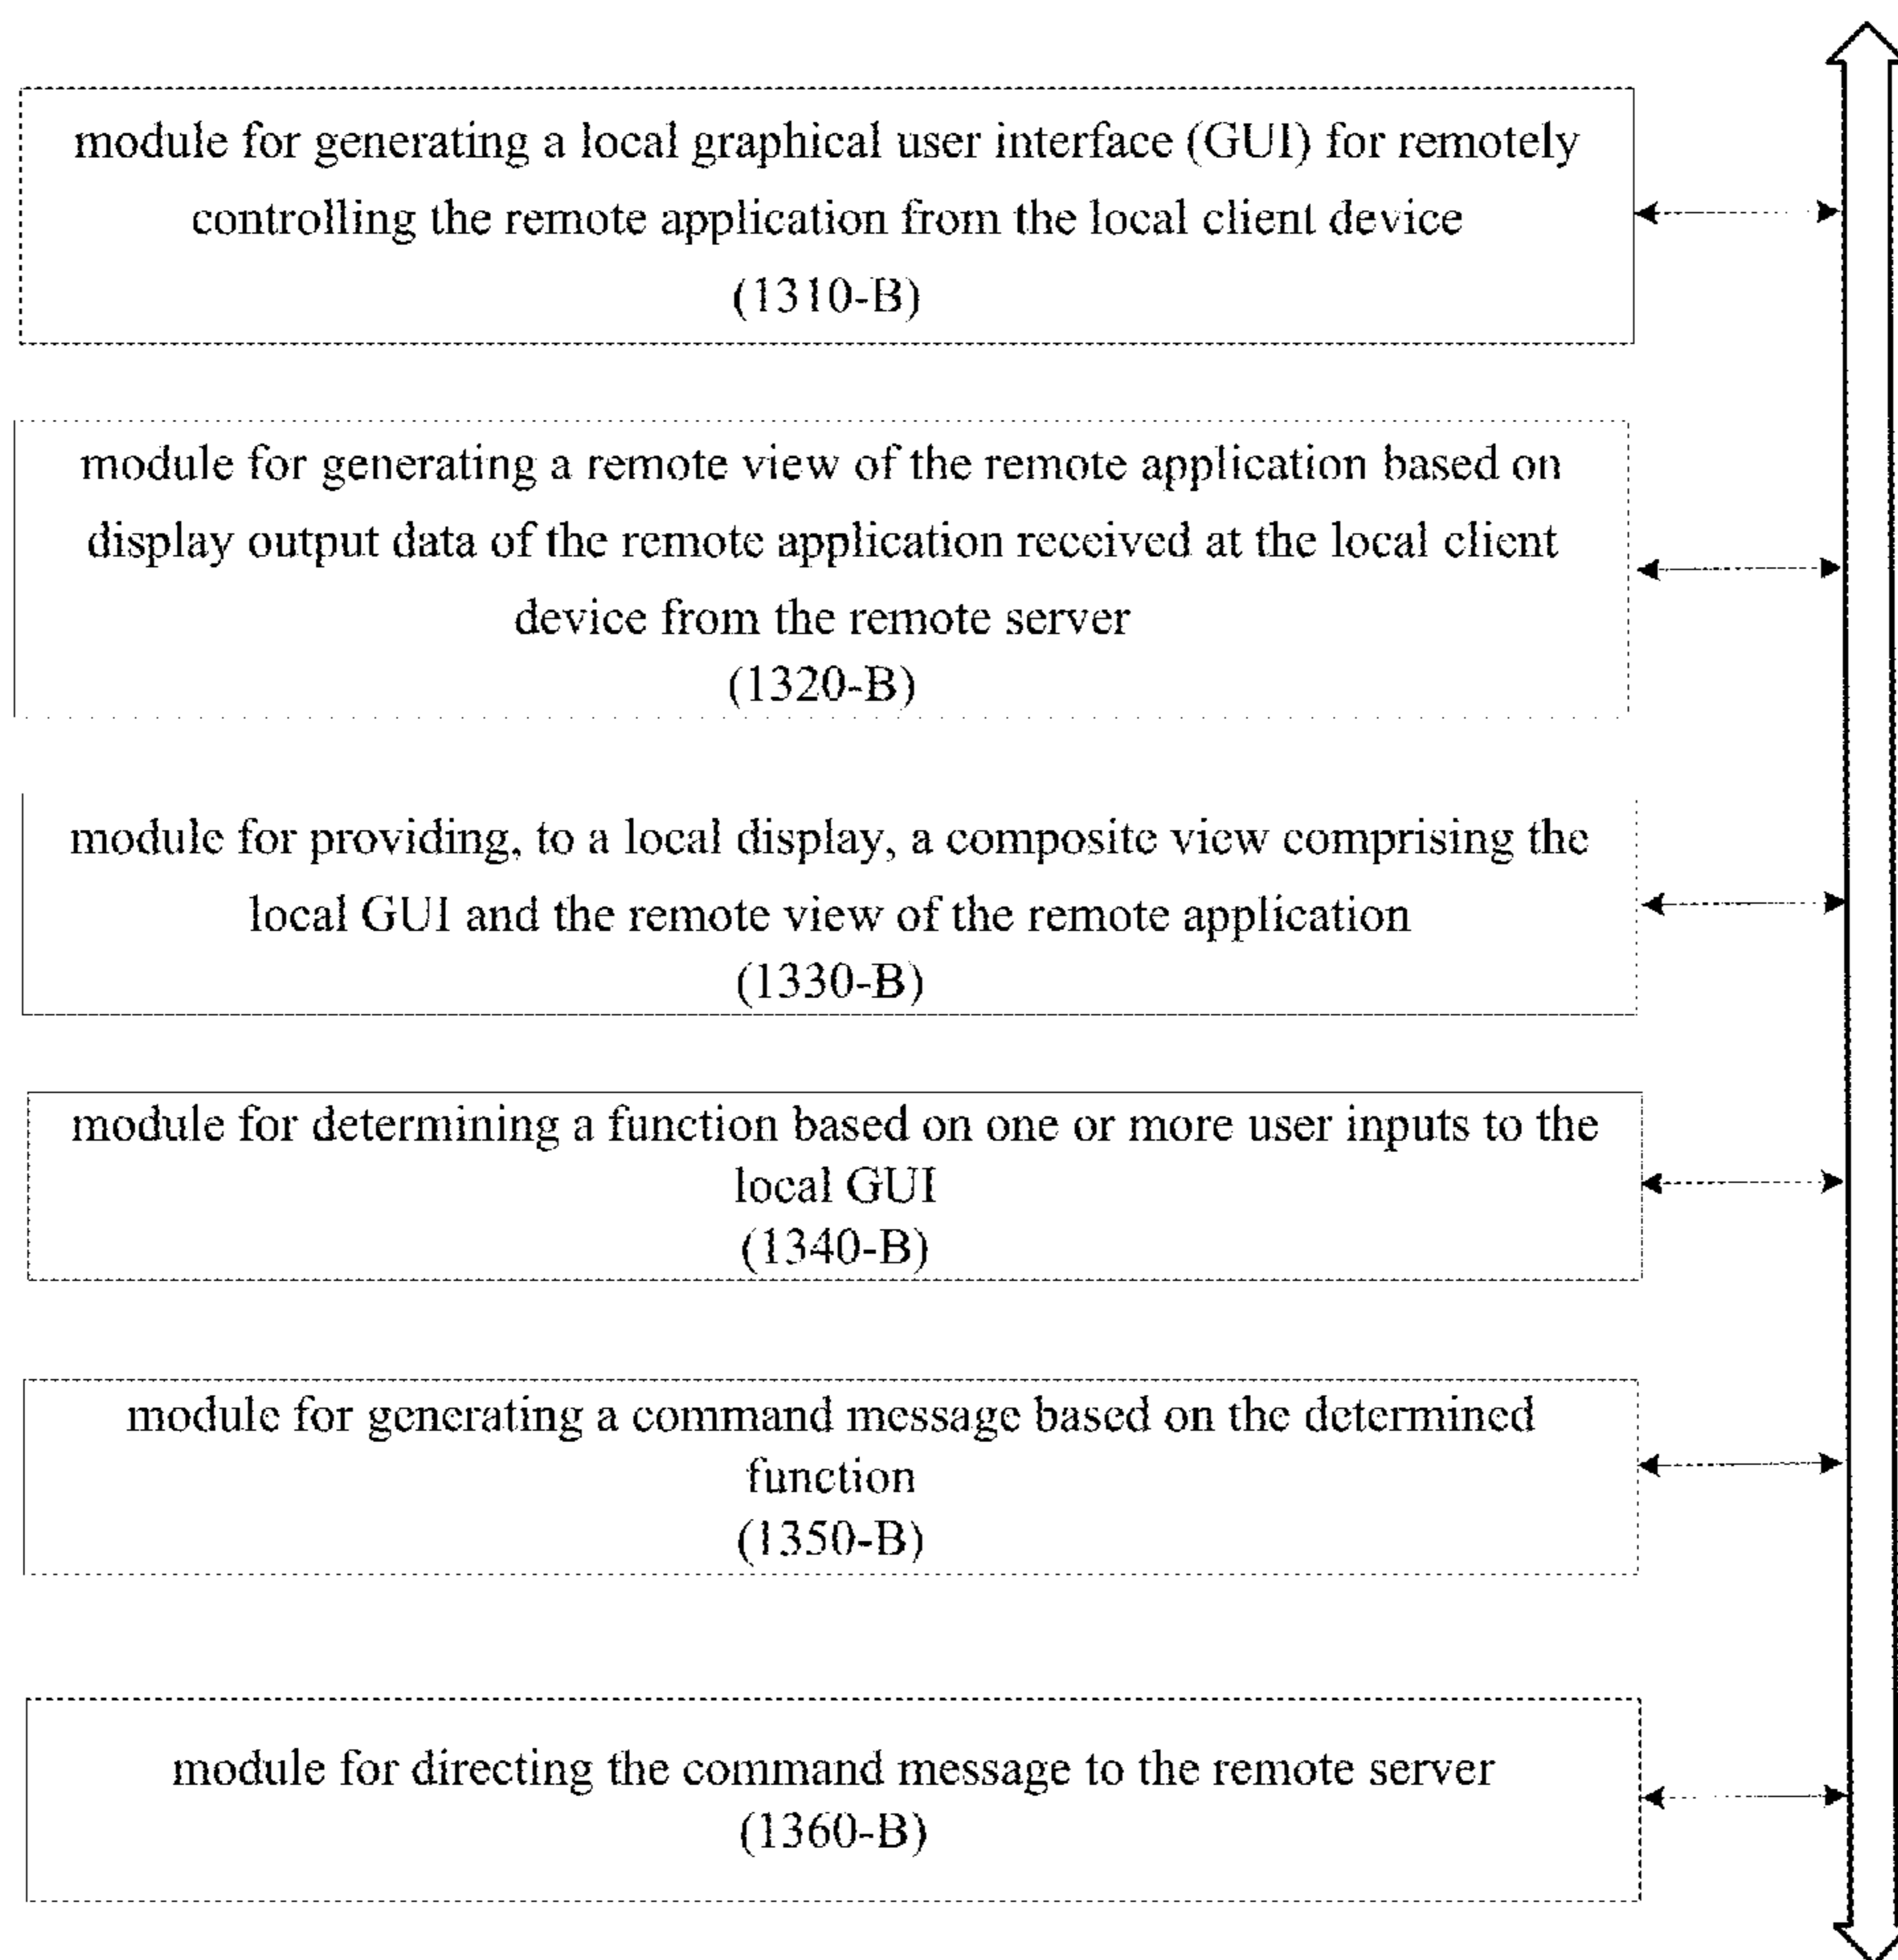 module for generating a local graphical user interface (GUI) for remotely
controlling the remote application from the local client device
(1310-B)
module for generating a remote view of the remote application based on
display output data of the remote application received at the local client
device from the remote server
(1320-B)
module for providing, to a local display, a composite view comprising the
local GUI and the remote view of the remote application
(1330-B)
module for determining a function based on one or more user inputs to the
local GUI
(1340-B)
module for generating a command message based on the determined
function
(1350-B)
module for directing the command message to the remote server
(1360-B)